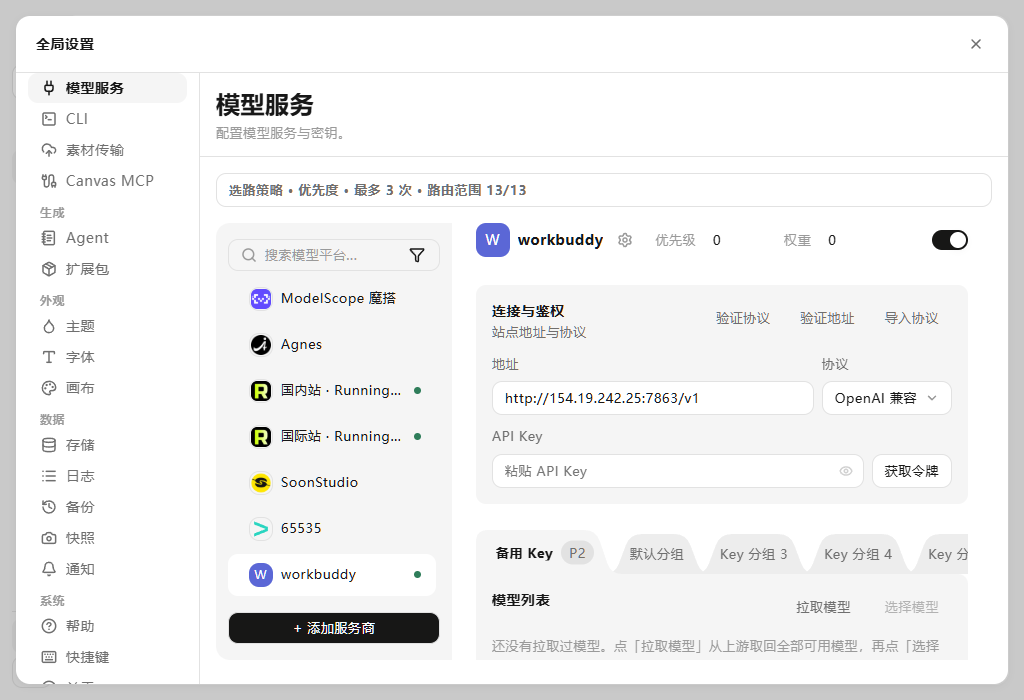 全局设置
模型服务
CLI
素材传输
Canvas MCP
生成
Agent
扩展包
外观
主题
字体
画布
数据
存储
日志
备份
快照
通知
系统
帮助
快捷键
模型服务
配置模型服务与密钥。
选路策略 • 优先度 • 最多 3 次 • 路由范围 13/13
搜索模型平台...
ModelScope 魔搭
Agnes
国内站 · Running...
国际站 · Running...
SoonStudio
65535
W workbuddy
+ 添加服务商
W workbuddy 优先级 0 权重 0
连接与鉴权
站点地址与协议
验证协议 验证地址 导入协议
地址 协议
http://154.19.242.25:7863/v1 OpenAI 兼容
API Key
粘贴 API Key 获取令牌
备用 Key P2 默认分组 Key 分组 3 Key 分组 4 Key 分
模型列表
拉取模型 选择模型
还没有拉取过模型。点「拉取模型」从上游取回全部可用模型，再点「选择